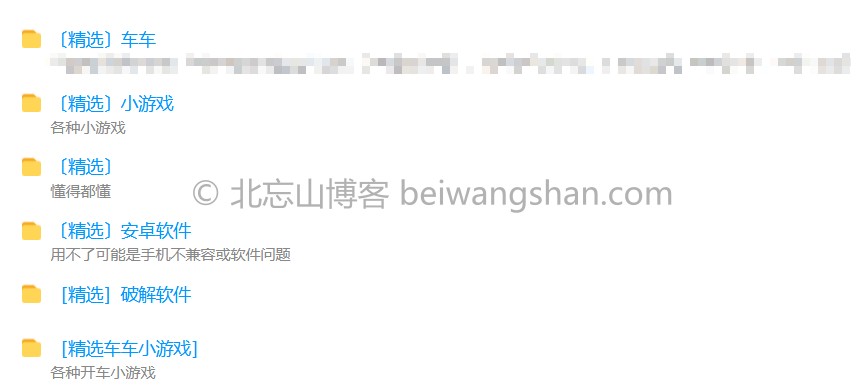 〔精选〕车车
〔精选〕小游戏
各种小游戏
〔精选〕
懂得都懂
© 北忘山博客 beiwangshan.com
〔精选〕安卓软件
用不了可能是手机不兼容或软件问题
［精选］破解软件
［精选车车小游戏］
各种开车小游戏